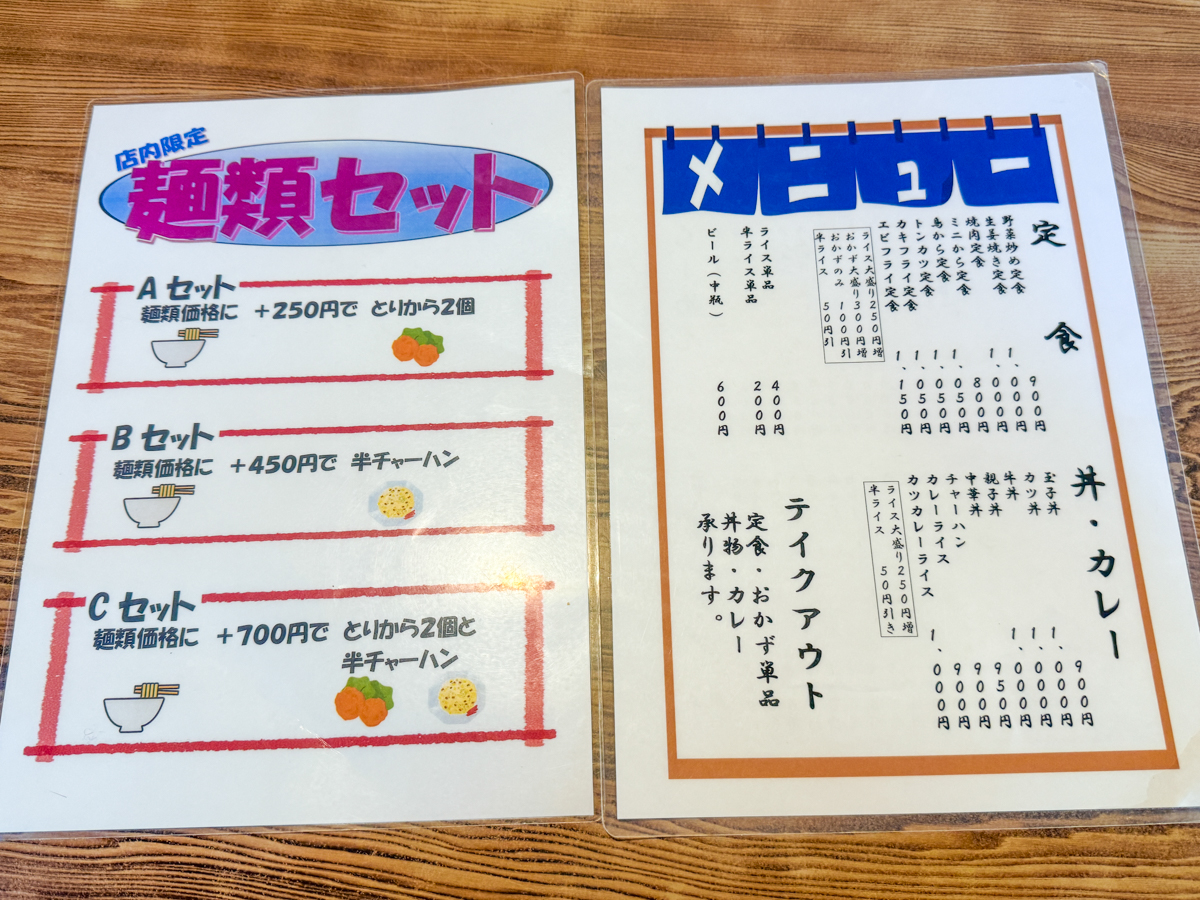 店内限定
麺類セット
A セット
麺類価格に +250円で とりから2個
B セット
麺類価格に +450円で 半チャーハン
C セット
麺類価格に +700円で とりから2個と
半チャーハン
メニュー
定食
野菜炒め定食 900円
生姜焼き定食 1、000円
焼肉定食 1、000円
ミニから定食 800円
鳥から定食 1、050円
トンカツ定食 1、050円
カキフライ定食 1、050円
エビフライ定食 1、150円
ライス大盛り250円増
おかず大盛り300円増
おかずのみ 100円引
半ライス 50円引
ライス単品 400円
半ライス単品 200円
ビール(中瓶) 600円
丼・カレー
玉子丼 900円
カツ丼 1、000円
牛丼 1、000円
親子丼 1、000円
中華丼 950円
チャーハン 900円
カレーライス 900円
カツカレーライス 1、000円
ライス大盛り250円増
半ライス 50円引き
テイクアウト
定食・おかず単品
丼物・カレー
承ります。